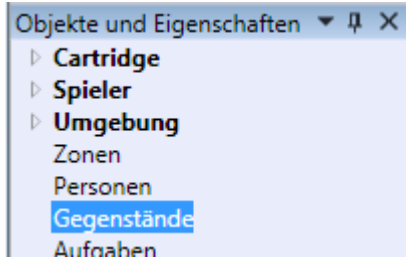 Objekte und Eigenschaften
Cartridge
Spieler
Umgebung
Zonen
Personen
Gegenstände
Aufgaben